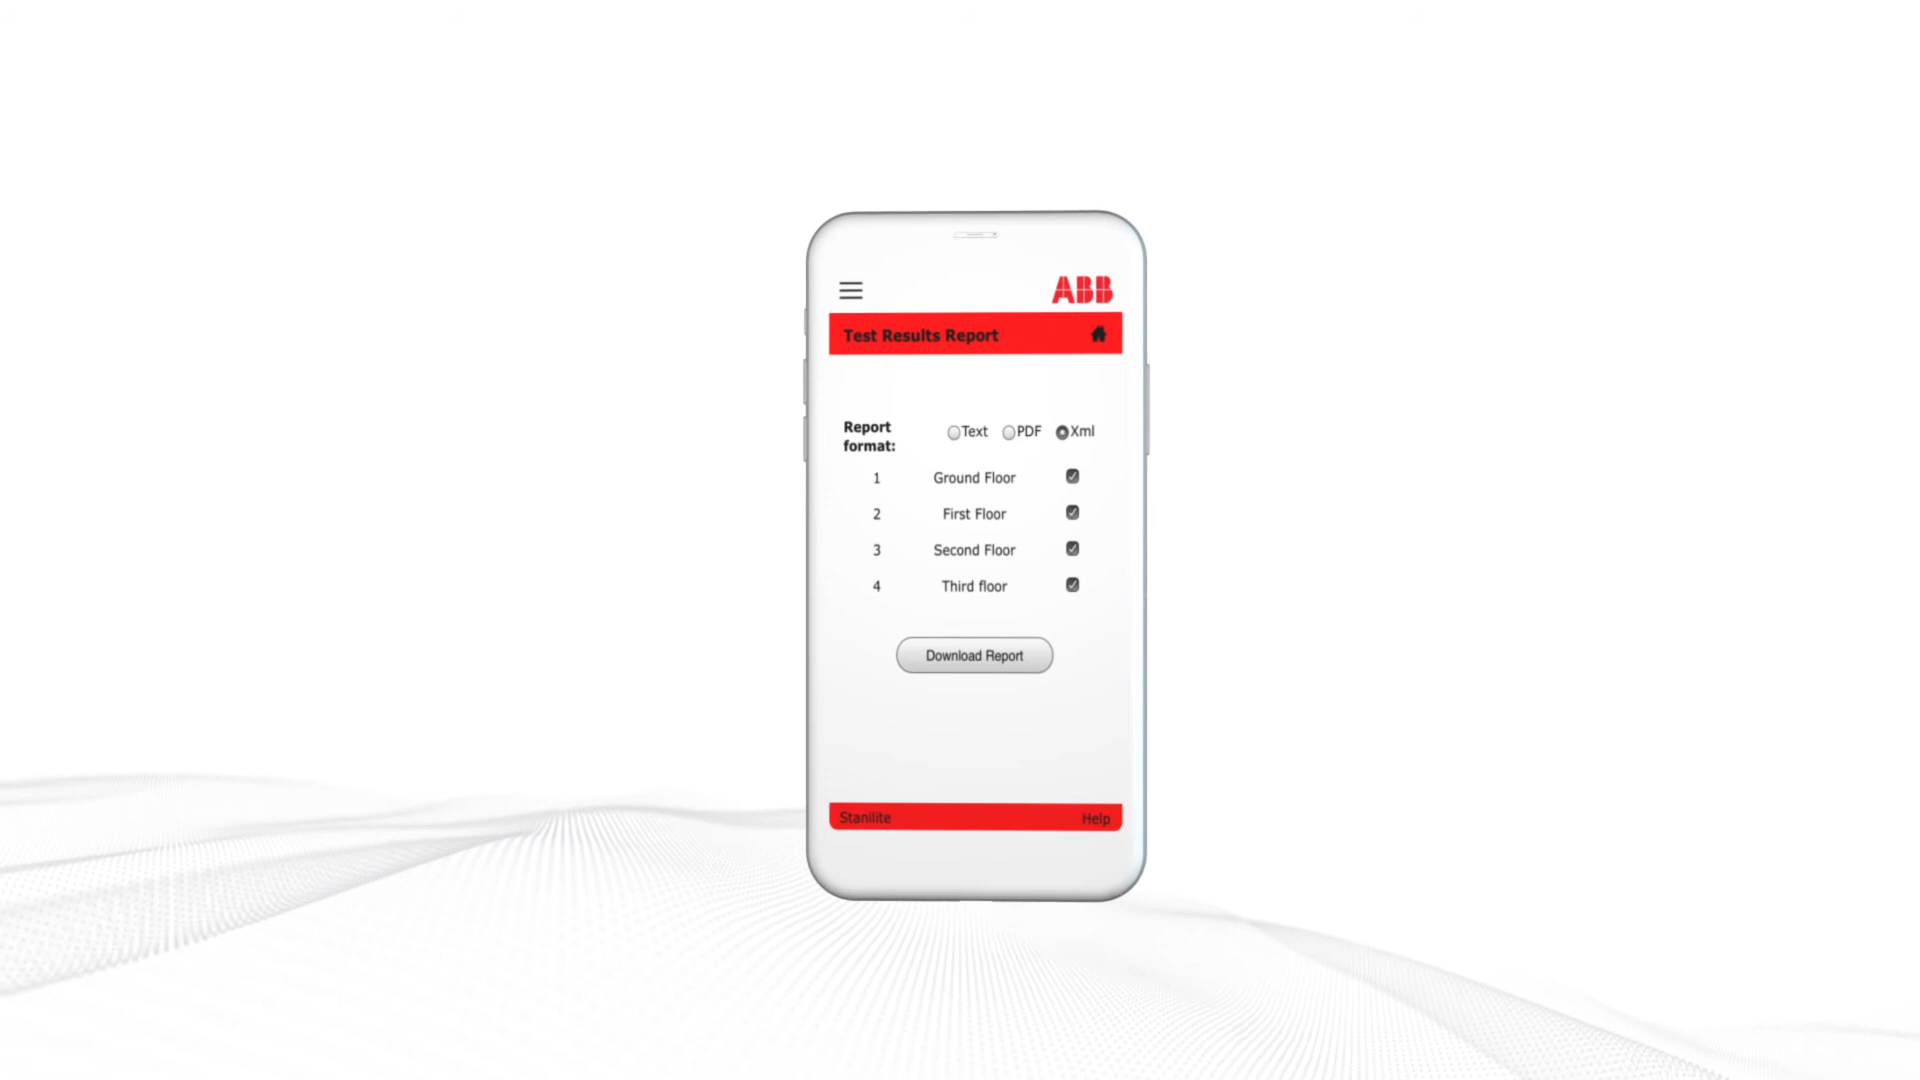 ABB
Test Results Report
Report format: Text PDF Xml
1 Ground Floor
2 First Floor
3 Second Floor
4 Third floor
Download Report
Stanilite Help